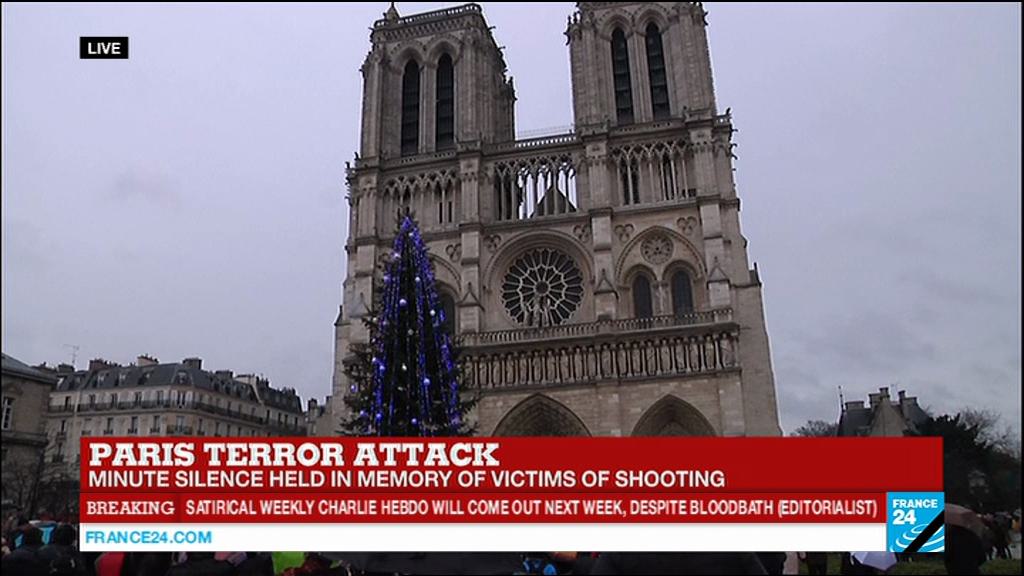 LIVE
PARIS TERROR ATTACK
MINUTE SILENCE HELD IN MEMORY OF VICTIMS OF SHOOTING
BREAKING SATIRICAL WEEKLY CHARLIE HEBDO WILL COME OUT NEXT WEEK, DESPITE BLOODBATH (EDITORIALIST)
FRANCE24.COM
FRANCE
24